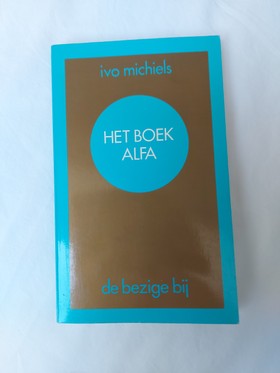 ivo michiels
HET BOEK
ALFA
de bezige bij